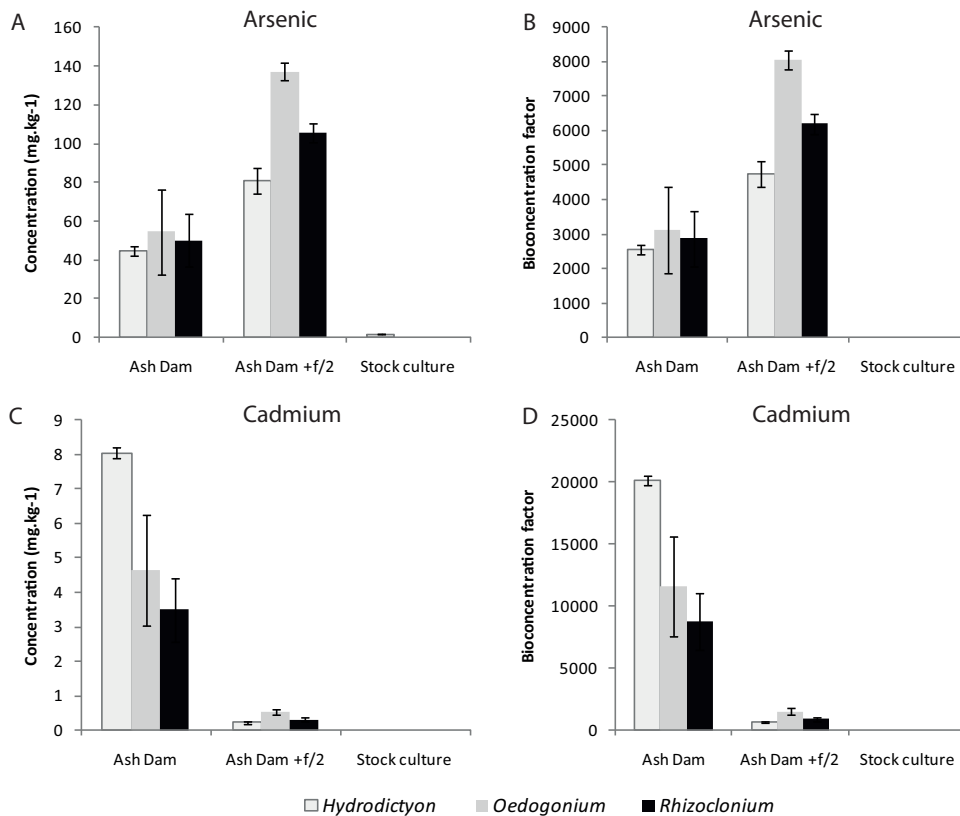 A Arsenic
Concentration (mg.kg-1)
160
140
120
100
80
60
40
20
0
Ash Dam Ash Dam +f/2 Stock culture
B Arsenic
Bioconcentration factor
9000
8000
7000
6000
5000
4000
3000
2000
1000
0
Ash Dam Ash Dam +f/2 Stock culture
C Cadmium
Concentration (mg.kg-1)
9
8
7
6
5
4
3
2
1
0
Ash Dam Ash Dam +f/2 Stock culture
D Cadmium
Bioconcentration factor
25000
20000
15000
10000
5000
0
Ash Dam Ash Dam +f/2 Stock culture
Hydrodictyon Oedogonium Rhizoclonium